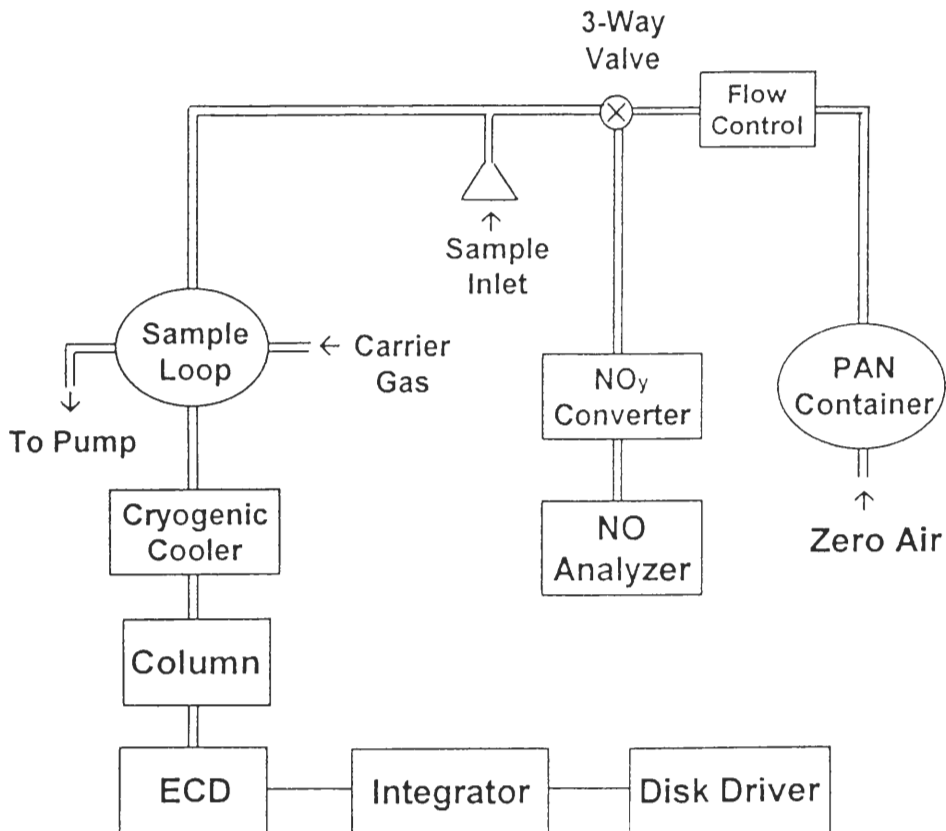 3-Way
Valve
Flow
Control
Sample
Inlet
Sample
Loop
← Carrier
Gas
To Pump
NOy
Converter
PAN
Container
Cryogenic
Cooler
NO
Analyzer
Zero Air
Column
ECD
Integrator
Disk Driver